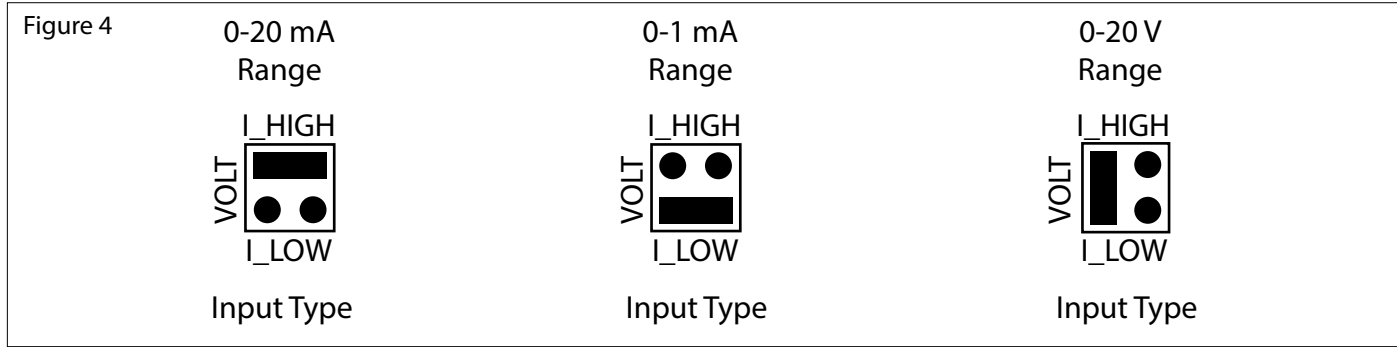 Figure 4
0-20 mA
Range
I_HIGH
VOLT
I_LOW
Input Type
0-1 mA
Range
I_HIGH
VOLT
I_LOW
Input Type
0-20 V
Range
I_HIGH
VOLT
I_LOW
Input Type